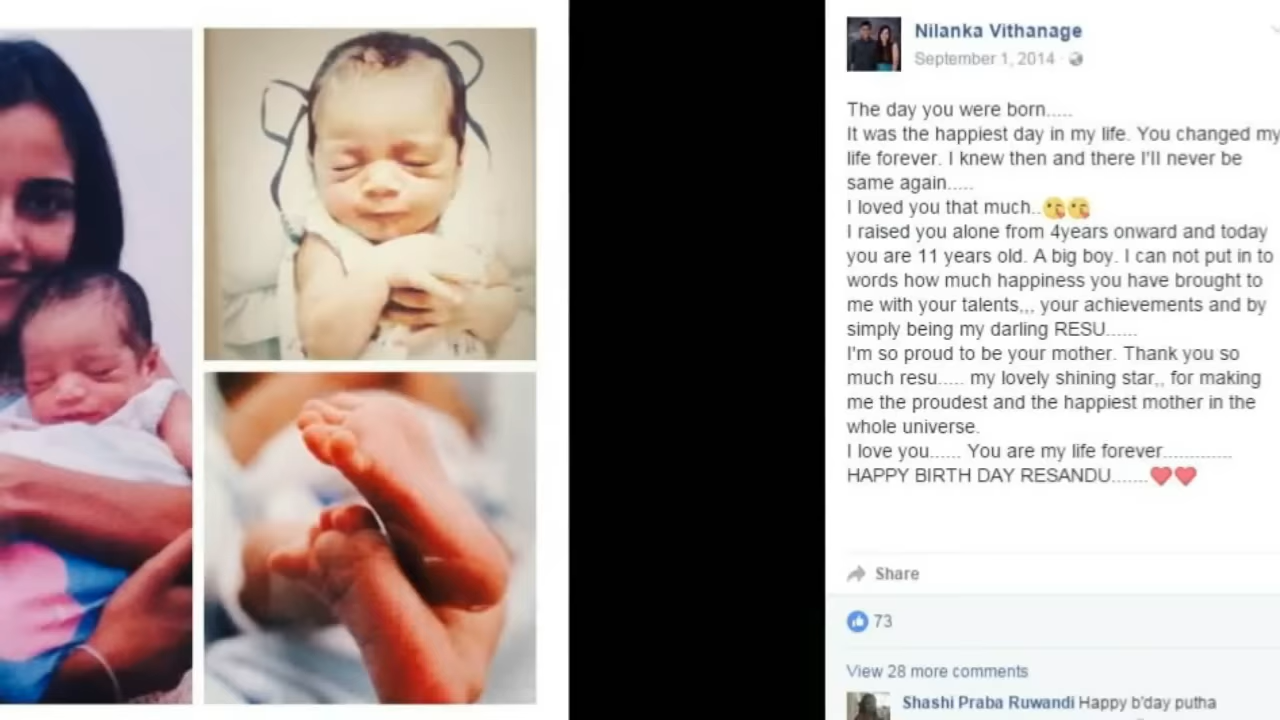 Nilanka Vithanage
September 1, 2014
The day you were born.....
It was the happiest day in my life. You changed my
life forever. I knew then and there I'll never be
same again.....
I loved you that much..
I raised you alone from 4years onward and today
you are 11 years old. A big boy. I can not put in to
words how much happiness you have brought to
me with your talents,,, your achievements and by
simply being my darling RESU......
I'm so proud to be your mother. Thank you so
much resu..... my lovely shining star,, for making
me the proudest and the happiest mother in the
whole universe.
I love you...... You are my life forever.............
HAPPY BIRTH DAY RESANDU.......
Share
73
View 28 more comments
Shashi Praba Ruwandi Happy b'day putha